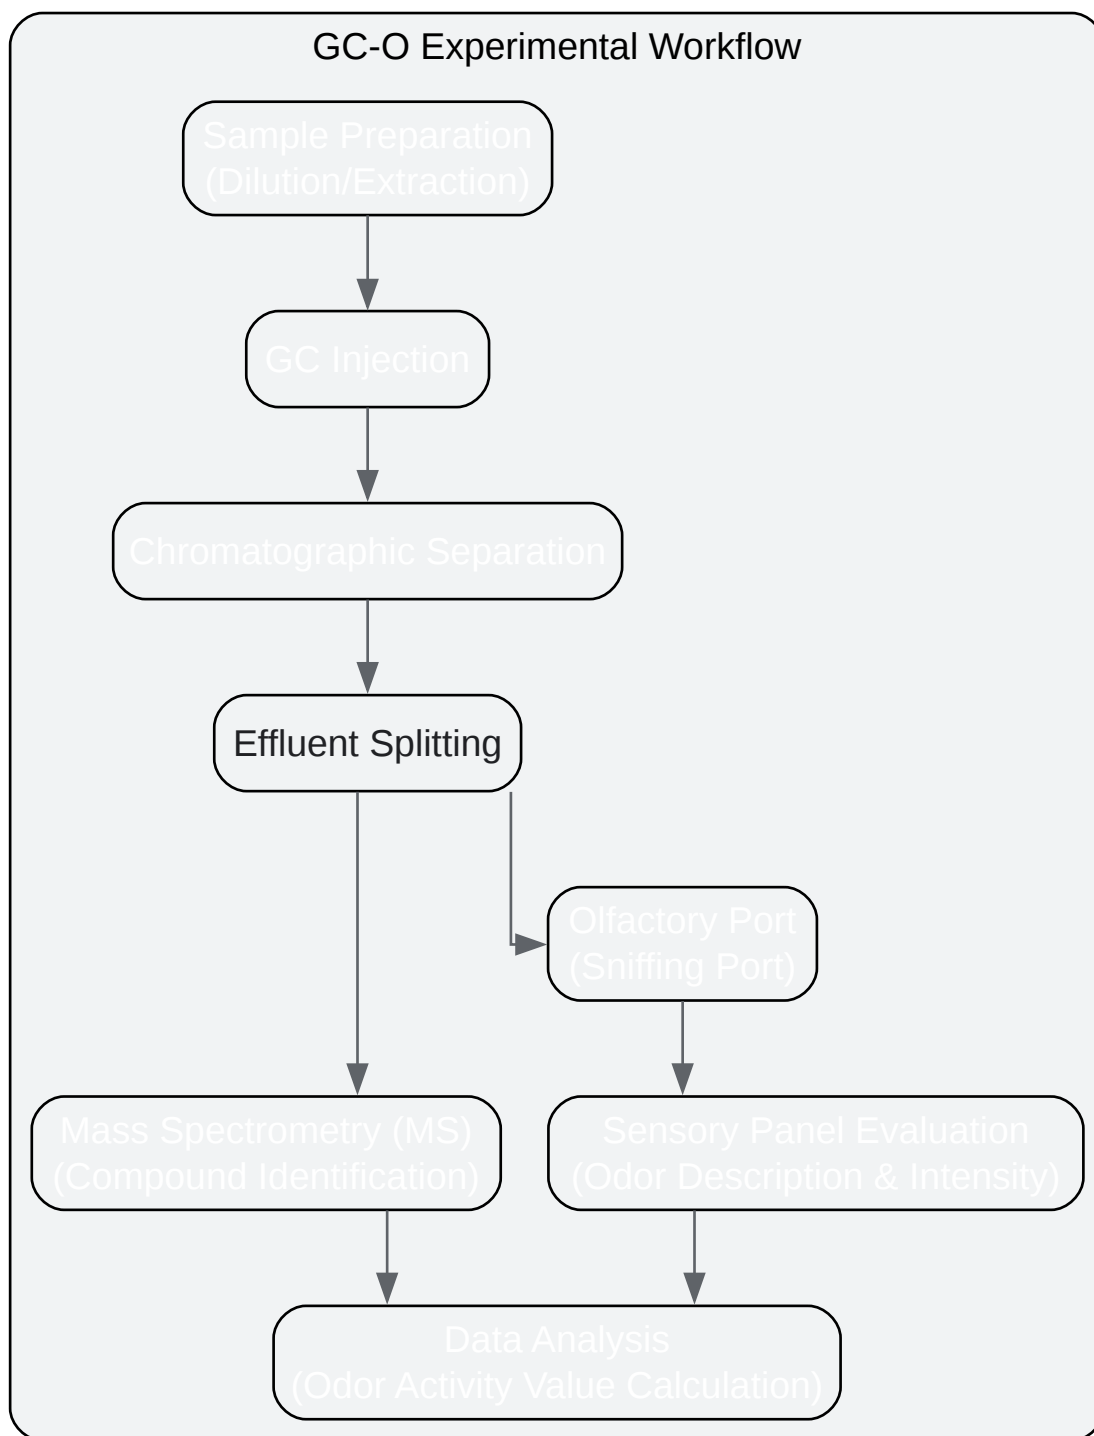 GC-O Experimental Workflow
Sample Preparation
(Dilution/Extraction)
GC Injection
Chromatographic Separation
Effluent Splitting
Olfactory Port
(Sniffing Port)
Mass Spectrometry (MS)
(Compound Identification)
Sensory Panel Evaluation
(Odor Description & Intensity)
Data Analysis
(Odor Activity Value Calculation)